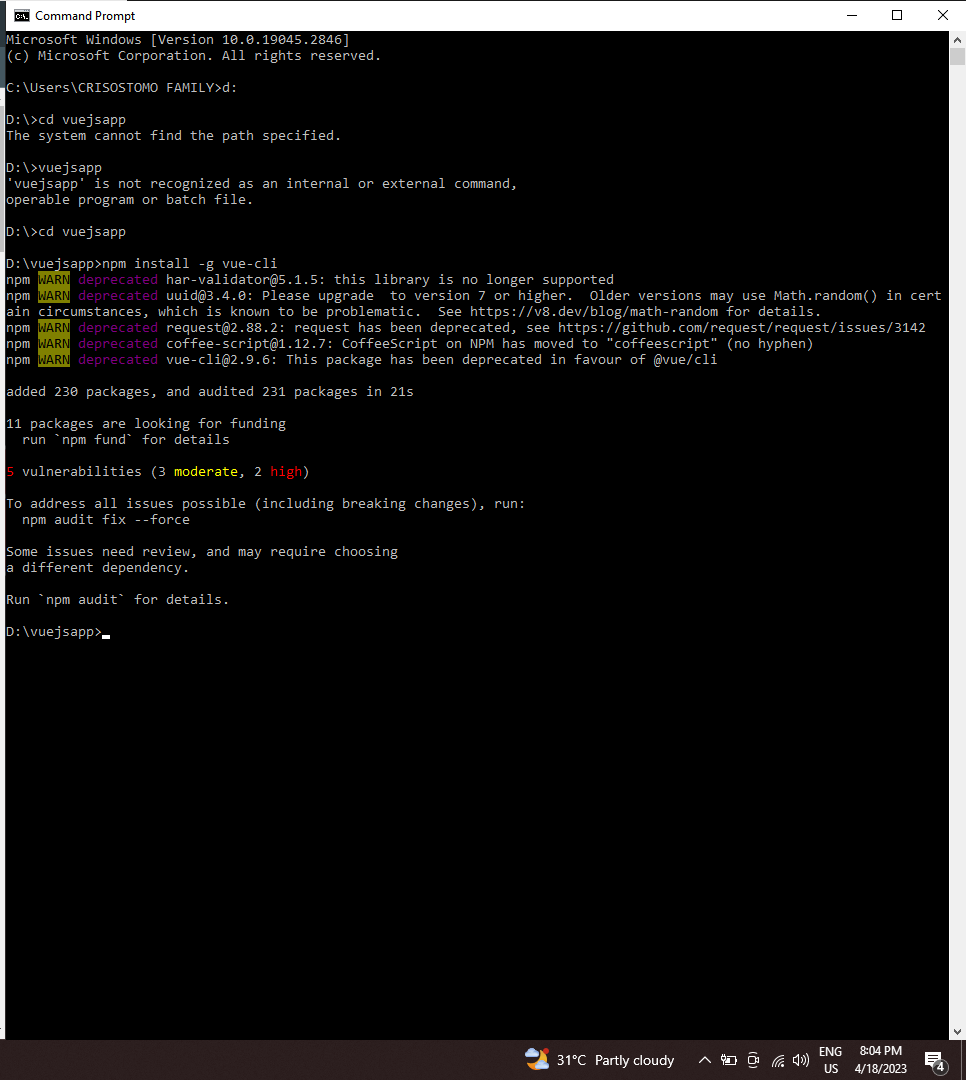 Command Prompt
Microsoft Windows [Version 10.0.19045.2846]
(c) Microsoft Corporation. All rights reserved.
C:\Users\CRISOSTOMO FAMILY>d:
D:\>cd vuejsapp
The system cannot find the path specified.
D:\>vuejsapp
'vuejsapp' is not recognized as an internal or external command,
operable program or batch file.
D:\>cd vuejsapp
D:\vuejsapp>npm install -g vue-cli
npm WARN deprecated har-validator@5.1.5: this library is no longer supported
npm WARN deprecated uuid@3.4.0: Please upgrade  to version 7 or higher.  Older versions may use Math.random() in cert
ain circumstances, which is known to be problematic.  See https://v8.dev/blog/math-random for details.
npm WARN deprecated request@2.88.2: request has been deprecated, see https://github.com/request/request/issues/3142
npm WARN deprecated coffee-script@1.12.7: CoffeeScript on NPM has moved to "coffeescript" (no hyphen)
npm WARN deprecated vue-cli@2.9.6: This package has been deprecated in favour of @vue/cli
added 230 packages, and audited 231 packages in 21s
11 packages are looking for funding
  run `npm fund` for details
5 vulnerabilities (3 moderate, 2 high)
To address all issues possible (including breaking changes), run:
  npm audit fix --force
Some issues need review, and may require choosing
a different dependency.
Run `npm audit` for details.
D:\vuejsapp>
31°C Partly cloudy
ENG
US
8:04 PM
4/18/2023
4